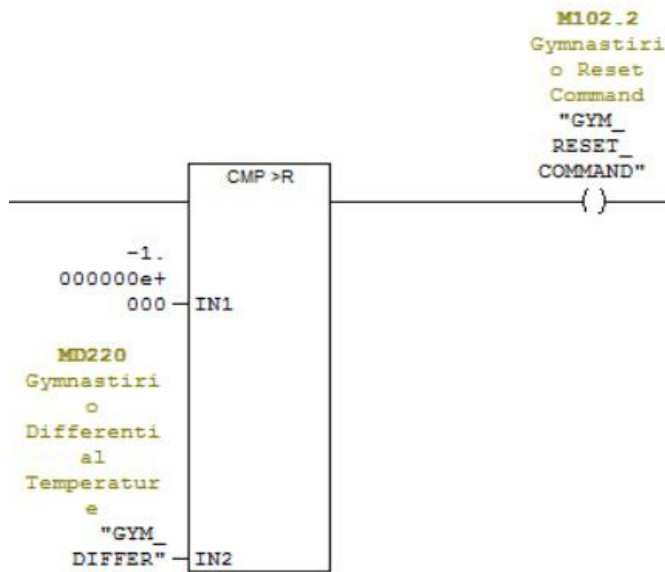 M102.2
Gymnastiri
o Reset
Command
"GYM_
RESET_
COMMAND"
CMP >R
( )
-1.
000000e+
000
IN1
MD220
Gymnastiri
o
Differenti
al
Temperatur
e
"GYM_
DIFFER"
IN2